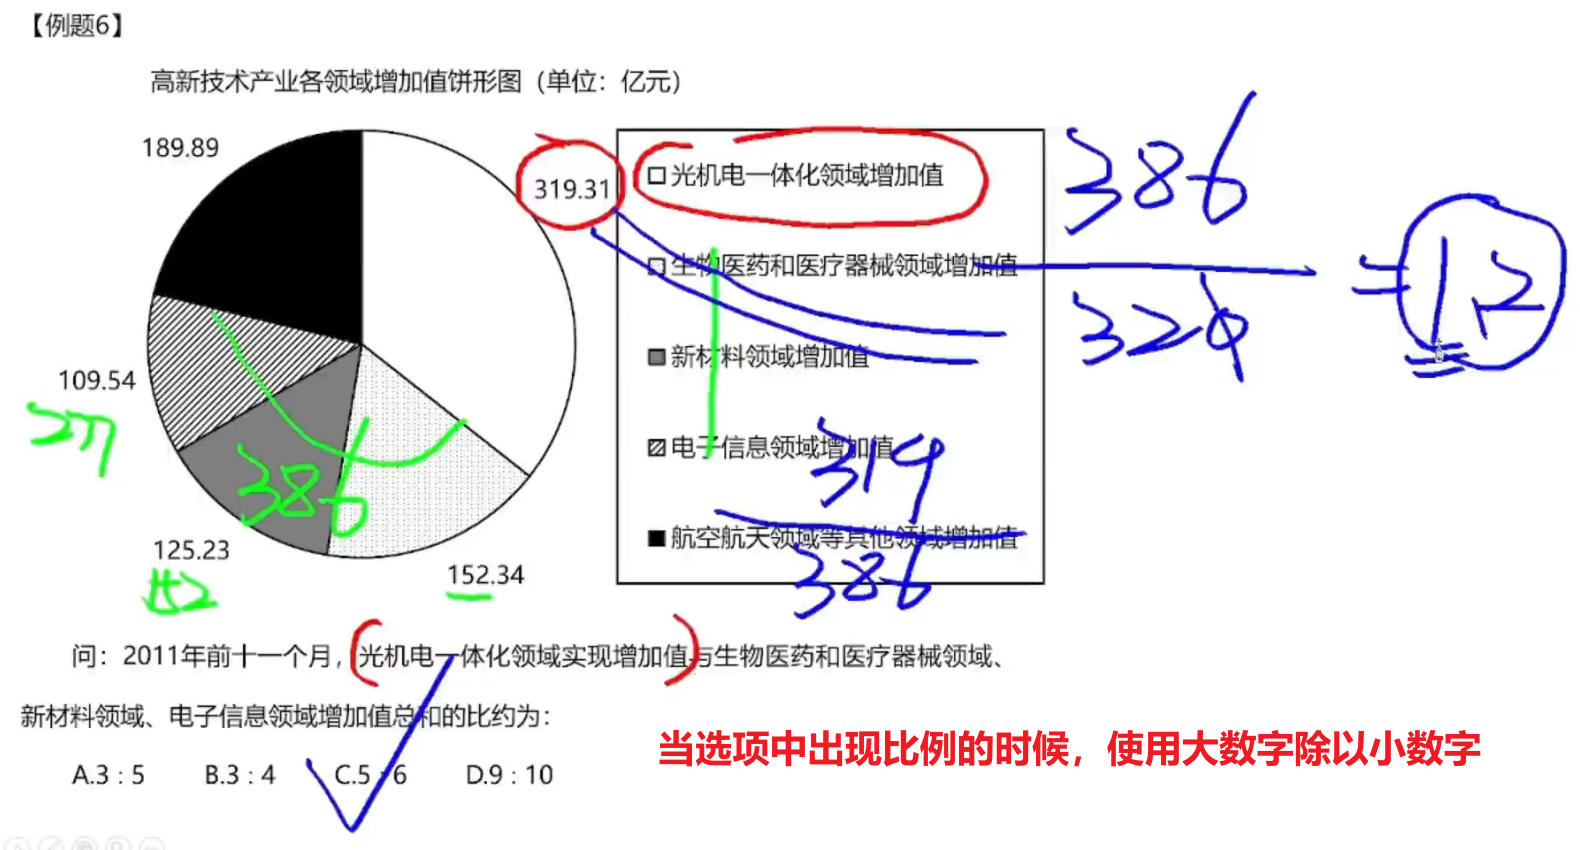 【例题6】
高新技术产业各领域增加值饼形图（单位：亿元）
189.89
319.31
109.54
125.23
152.34
光机电一体化领域增加值
生物医药和医疗器械领域增加值
新材料领域增加值
电子信息领域增加值
航空航天领域等其他领域增加值
386
320
=1.2
319
386
277
386
152
问：2011年前十一个月，光机电一体化领域实现增加值与生物医药和医疗器械领域、
新材料领域、电子信息领域增加值总和的比约为：
A.3：5 B.3：4 C.5：6 D.9：10
当选项中出现比例的时候，使用大数字除以小数字